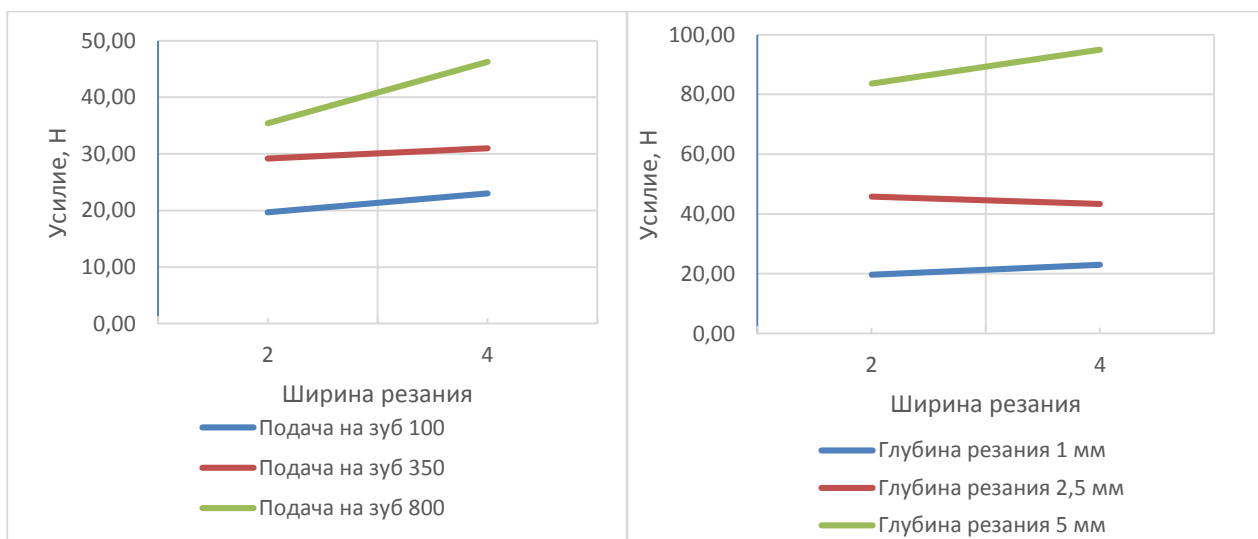 50,00
40,00
30,00
20,00
10,00
0,00
Усилие, Н
2 4
Ширина резания
Подача на зуб 100
Подача на зуб 350
Подача на зуб 800
100,00
80,00
60,00
40,00
20,00
0,00
Усилие, Н
2 4
Ширина резания
Глубина резания 1 мм
Глубина резания 2,5 мм
Глубина резания 5 мм